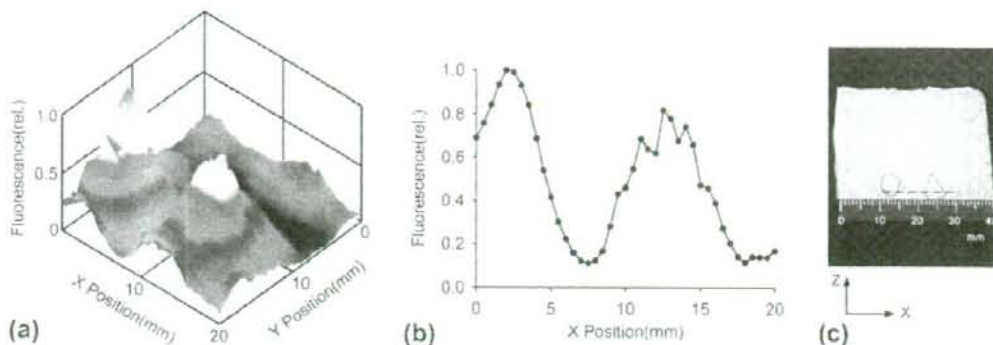 1.0
0.5
0
Fluorescence(rel.)
X Position(mm)
10
20
Y Position(mm)
10
0
(a)
1.0
0.8
0.6
0.4
0.2
0.0
Fluorescence(rel.)
0 5 10 15 20
X Position(mm)
(b)
0 10 20 30 40
mm
Z
X
(c)